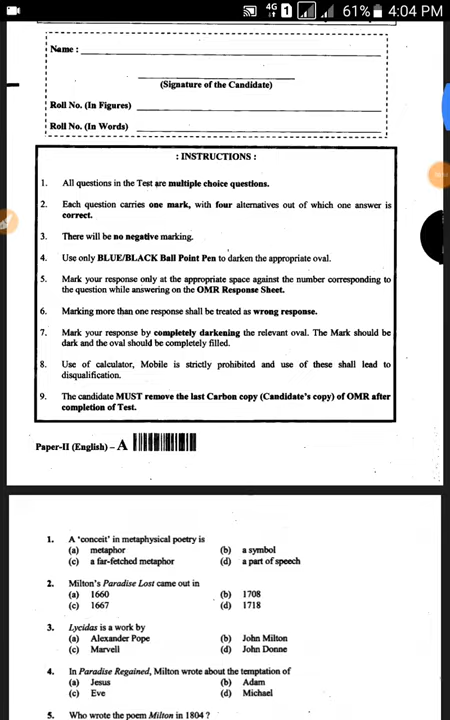 4G 1 61% 4:04 PM
Name :
(Signature of the Candidate)
Roll No. (In Figures)
Roll No. (In Words)
: INSTRUCTIONS :
1. All questions in the Test are multiple choice questions.
2. Each question carries one mark, with four alternatives out of which one answer is
correct.
3. There will be no negative marking.
4. Use only BLUE/BLACK Ball Point Pen to darken the appropriate oval.
5. Mark your response only at the appropriate space against the number corresponding to
the question while answering on the OMR Response Sheet.
6. Marking more than one response shall be treated as wrong response.
7. Mark your response by completely darkening the relevant oval. The Mark should be
dark and the oval should be completely filled.
8. Use of calculator, Mobile is strictly prohibited and use of these shall lead to
disqualification.
9. The candidate MUST remove the last Carbon copy (Candidate's copy) of OMR after
completion of Test.
Paper-II (English) – A
1. A 'conceit' in metaphysical poetry is
(a) metaphor (b) a symbol
(c) a far-fetched metaphor (d) a part of speech
2. Milton's Paradise Lost came out in
(a) 1660 (b) 1708
(c) 1667 (d) 1718
3. Lycidas is a work by
(a) Alexander Pope (b) John Milton
(c) Marvell (d) John Donne
4. In Paradise Regained, Milton wrote about the temptation of
(a) Jesus (b) Adam
(c) Eve (d) Michael
5. Who wrote the poem Milton in 1804 ?